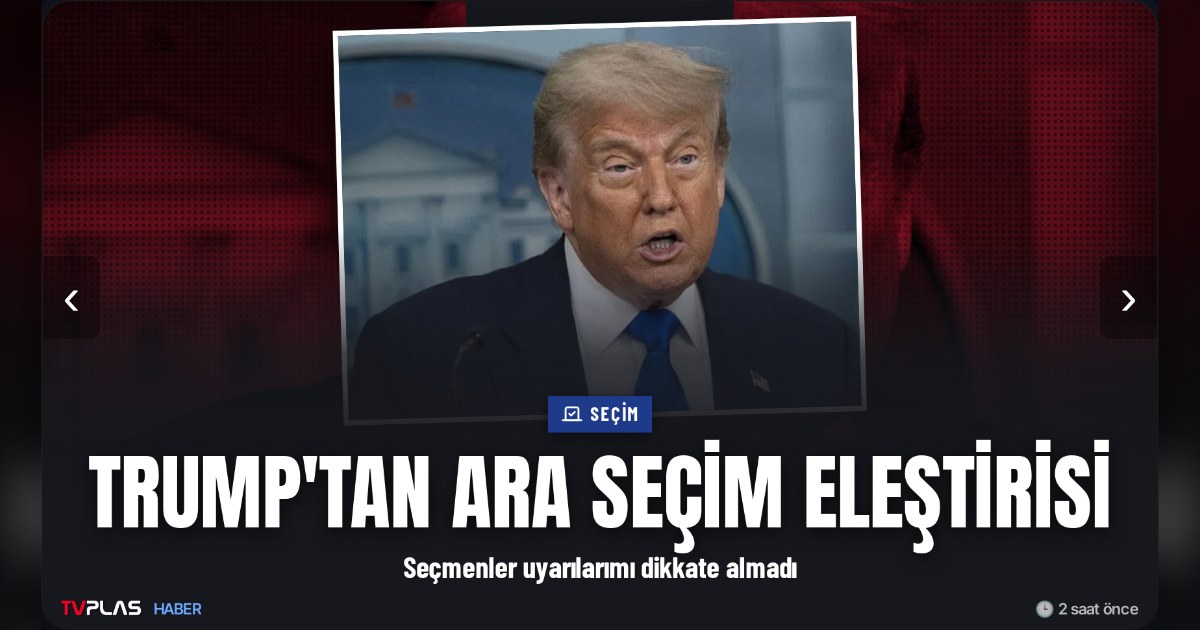 SEÇİM
TRUMP'TAN ARA SEÇİM ELEŞTİRİSİ
Seçmenler uyarılarımı dikkate almadı
TVPLAS HABER
2 saat önce